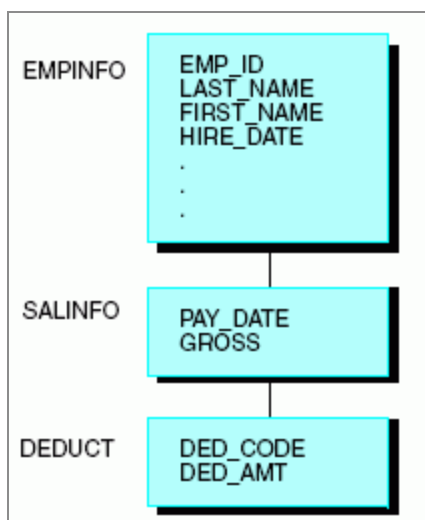 EMPINFO
EMP_ID
LAST_NAME
FIRST_NAME
HIRE_DATE
.
.
.
SALINFO
PAY_DATE
GROSS
DEDUCT
DED_CODE
DED_AMT